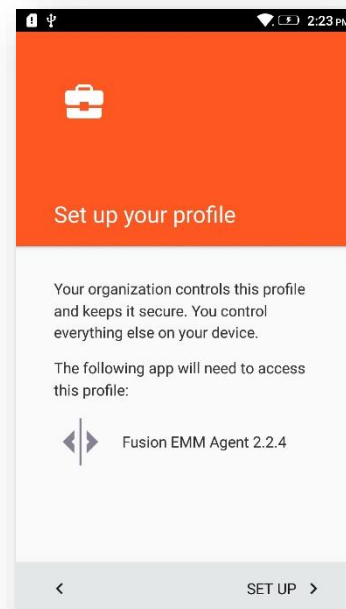 2:23 PM
Set up your profile
Your organization controls this profile
and keeps it secure. You control
everything else on your device.
The following app will need to access
this profile:
Fusion EMM Agent 2.2.4
SET UP